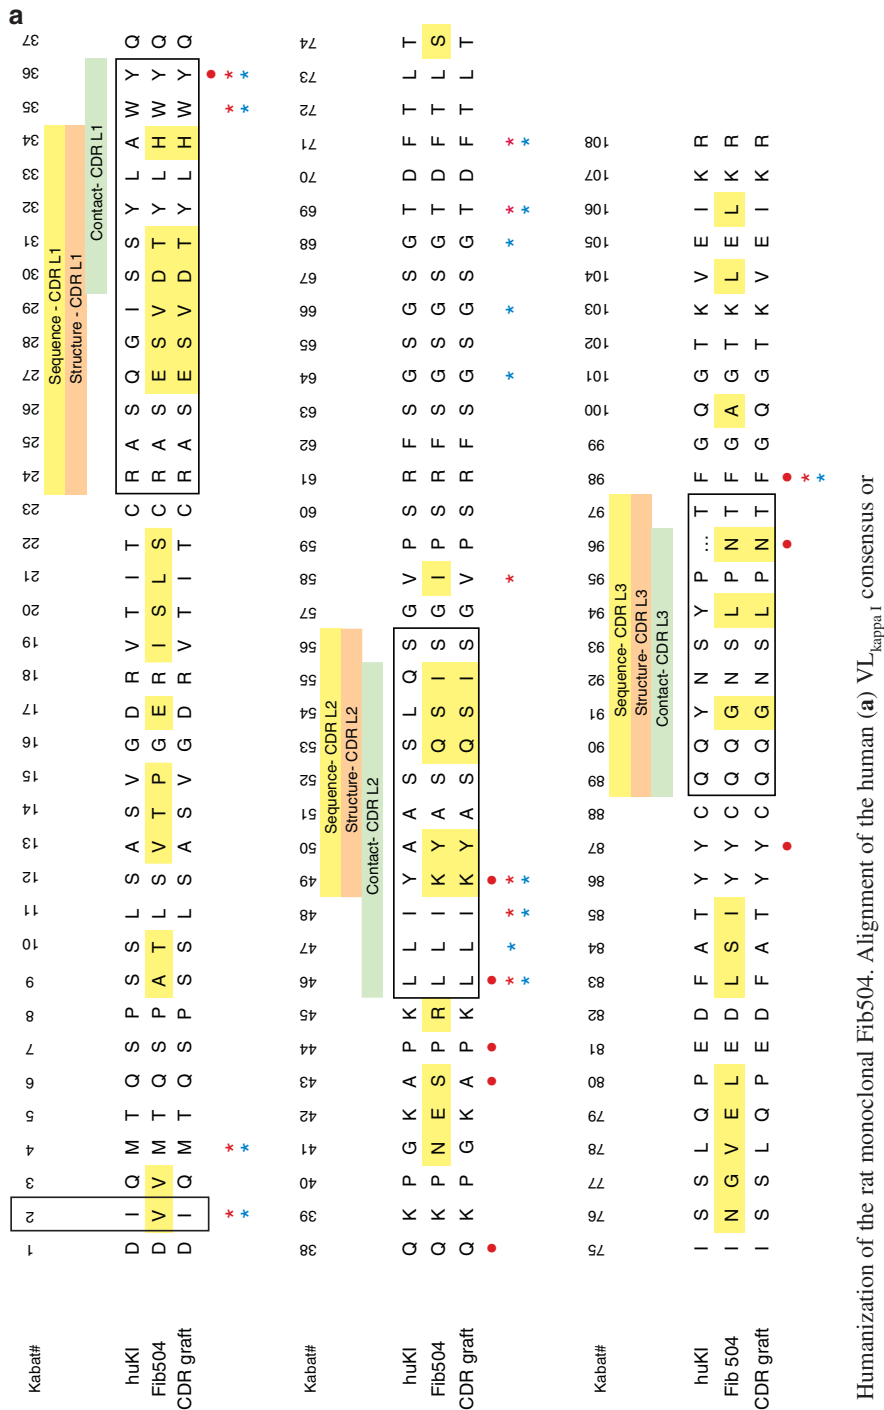 a
Kabat# 1 2 3 4 5 6 7 8 9 10 11 12 13 14 15 16 17 18 19 20 21 22 23 24 25 26 27 28 29 30 31 32 33 34 35 36 37
Sequence - CDR L1
Structure - CDR L1
Contact- CDR L1
huKI D I Q M T Q S P S S L S A S V G D R V T I T C R A S Q G I S S Y L A W Y Q
Fib504 D V V M T Q S P A T L S V T P G E R I S L S C R A S E S V D T Y L H W Y Q
CDR graft D I Q M T Q S P S S L S A S V G D R V T I T C R A S E S V D T Y L H W Y Q
Kabat# 38 39 40 41 42 43 44 45 46 47 48 49 50 51 52 53 54 55 56 57 58 59 60 61 62 63 64 65 66 67 68 69 70 71 72 73 74
Sequence- CDR L2
Structure- CDR L2
Contact- CDR L2
huKI Q K P G K A P K L L I Y A A S S L Q S G V P S R F S G S G S G T D F T L T
Fib504 Q K P N E S P R L L I K Y A S Q S I S G I P S R F S G S G S G T D F T L S
CDR graft Q K P G K A P K L L I K Y A S Q S I S G V P S R F S G S G S G T D F T L T
Kabat# 75 76 77 78 79 80 81 82 83 84 85 86 87 88 89 90 91 92 93 94 95 96 97 98 99 100 101 102 103 104 105 106 107 108
Sequence- CDR L3
Structure- CDR L3
Contact- CDR L3
huKI I S S L Q P E D F A T Y Y C Q Q Y N S Y P ... T F G Q G T K V E I K R
Fib 504 I N G V E L E D L S I Y Y C Q Q G N S L P N T F G A G T K L E L K R
CDR graft I S S L Q P E D F A T Y Y C Q Q G N S L P N T F G Q G T K V E I K R
Humanization of the rat monoclonal Fib504. Alignment of the human (a) VLkappa I consensus or